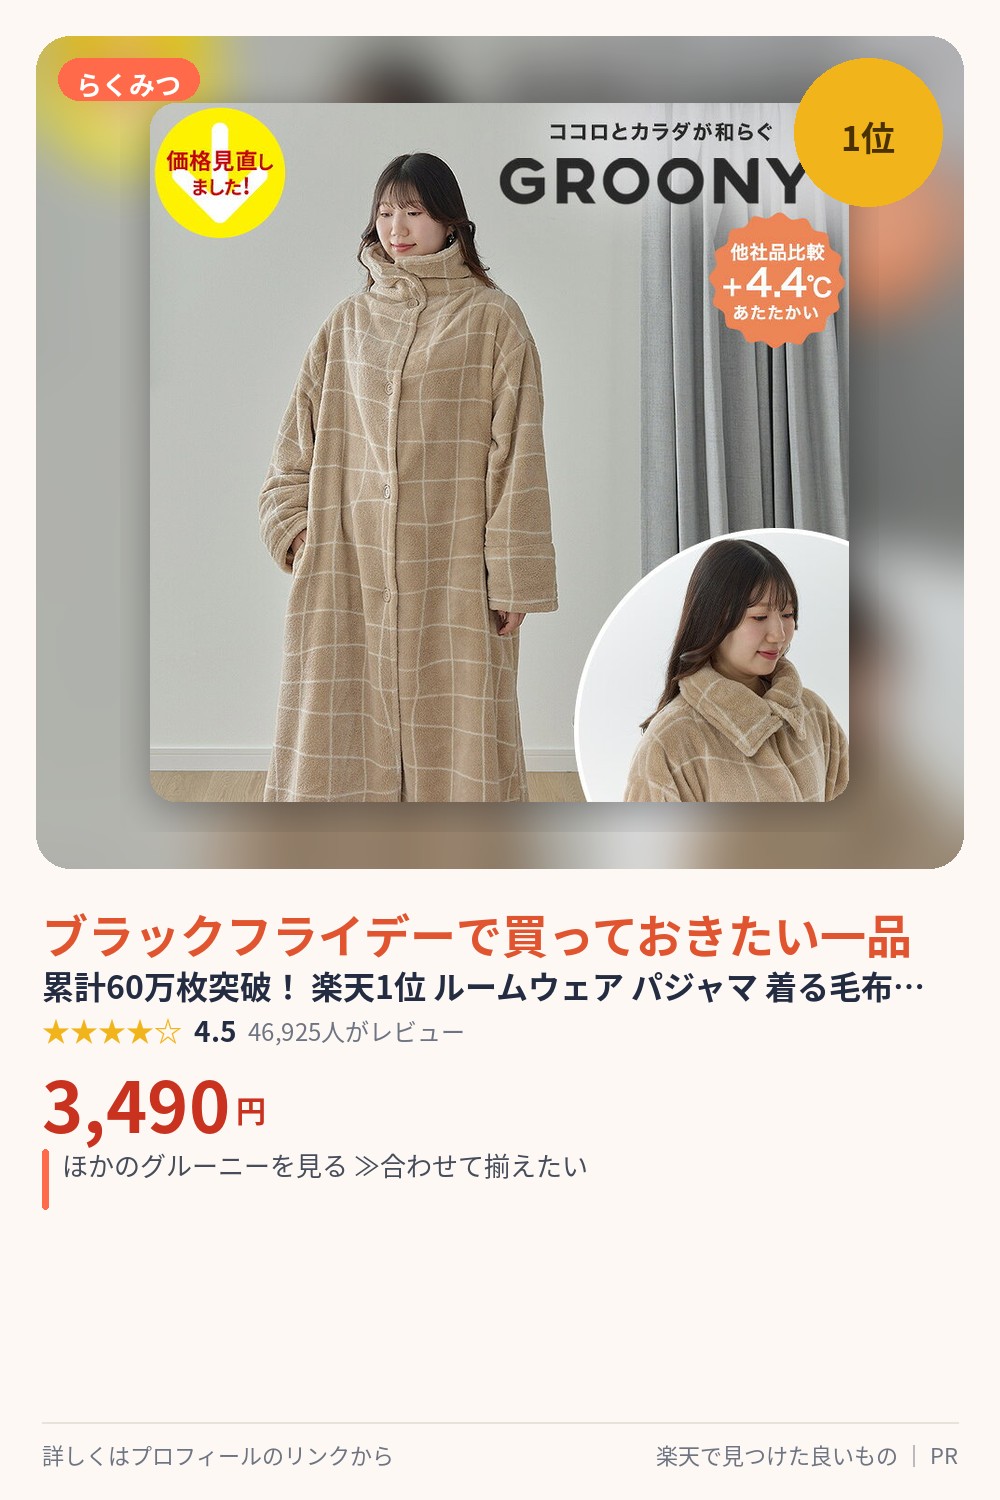 らくみつ
1位
価格見直し
ました!
ココロとカラダが和らぐ
GROONY
他社品比較
+4.4℃
あたたかい
ブラックフライデーで買っておきたい一品
累計60万枚突破！ 楽天1位 ルームウェア パジャマ 着る毛布…
★★★★☆ 4.5 46,925人がレビュー
3,490円
ほかのグルーニーを見る ≫合わせて揃えたい
詳しくはプロフィールのリンクから
楽天で見つけた良いもの｜PR